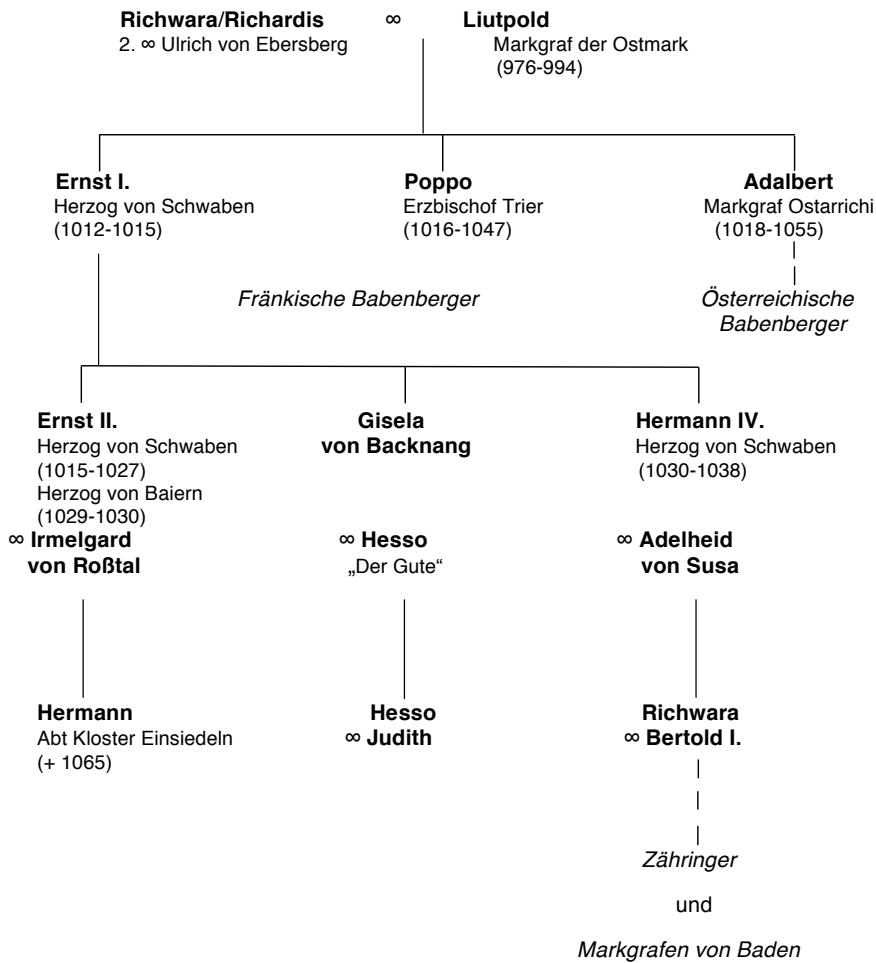 Richwara/Richardis ∞ Liutpold
2. ∞ Ulrich von Ebersberg Markgraf der Ostmark
(976-994)
Ernst I. Poppo Adalbert
Herzog von Schwaben Erzbischof Trier Markgraf Ostarrichi
(1012-1015) (1016-1047) (1018-1055)
Fränkische Babenberger Österreichische
Babenberger
Ernst II. Gisela Hermann IV.
Herzog von Schwaben von Backnang Herzog von Schwaben
(1015-1027) (1030-1038)
Herzog von Baiern
(1029-1030)
∞ Irmelgard ∞ Hesso ∞ Adelheid
von Roßtal „Der Gute“ von Susa
Hermann Hesso Richwara
Abt Kloster Einsiedeln ∞ Judith ∞ Bertold I.
(+ 1065)
Zähringer
und
Markgrafen von Baden